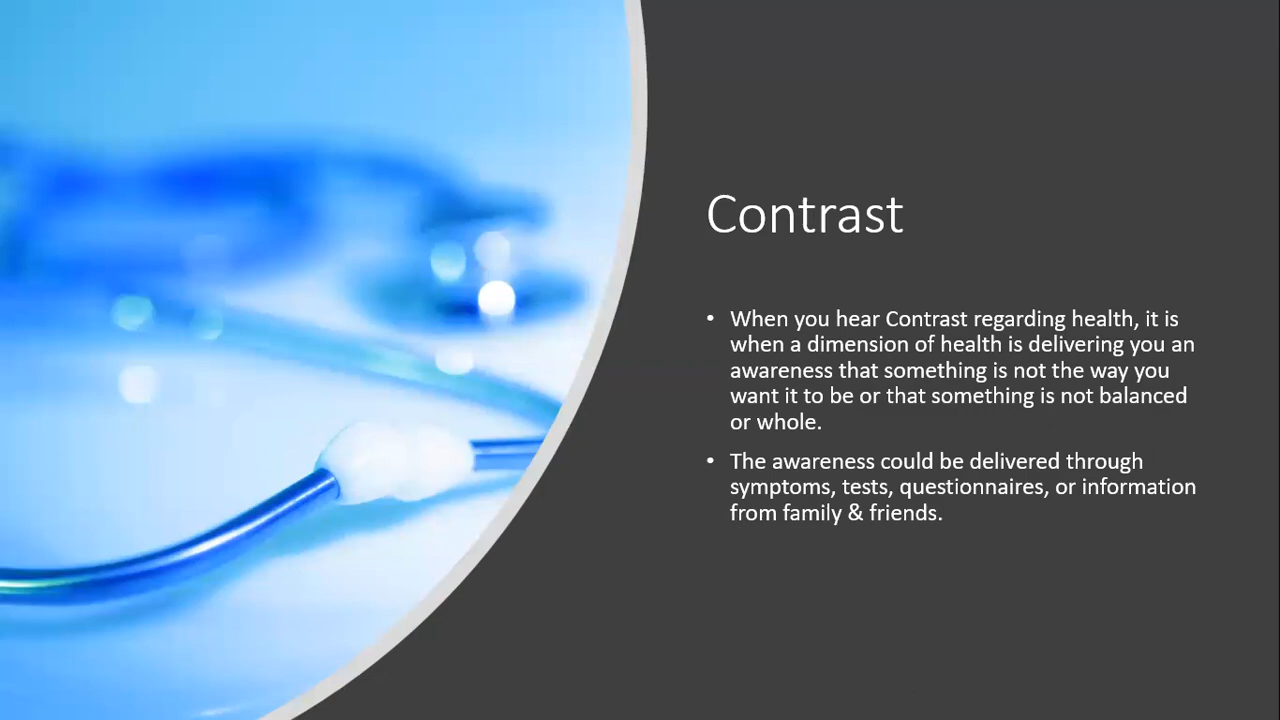 Contrast
• When you hear Contrast regarding health, it is
when a dimension of health is delivering you an
awareness that something is not the way you
want it to be or that something is not balanced
or whole.
• The awareness could be delivered through
symptoms, tests, questionnaires, or information
from family & friends.